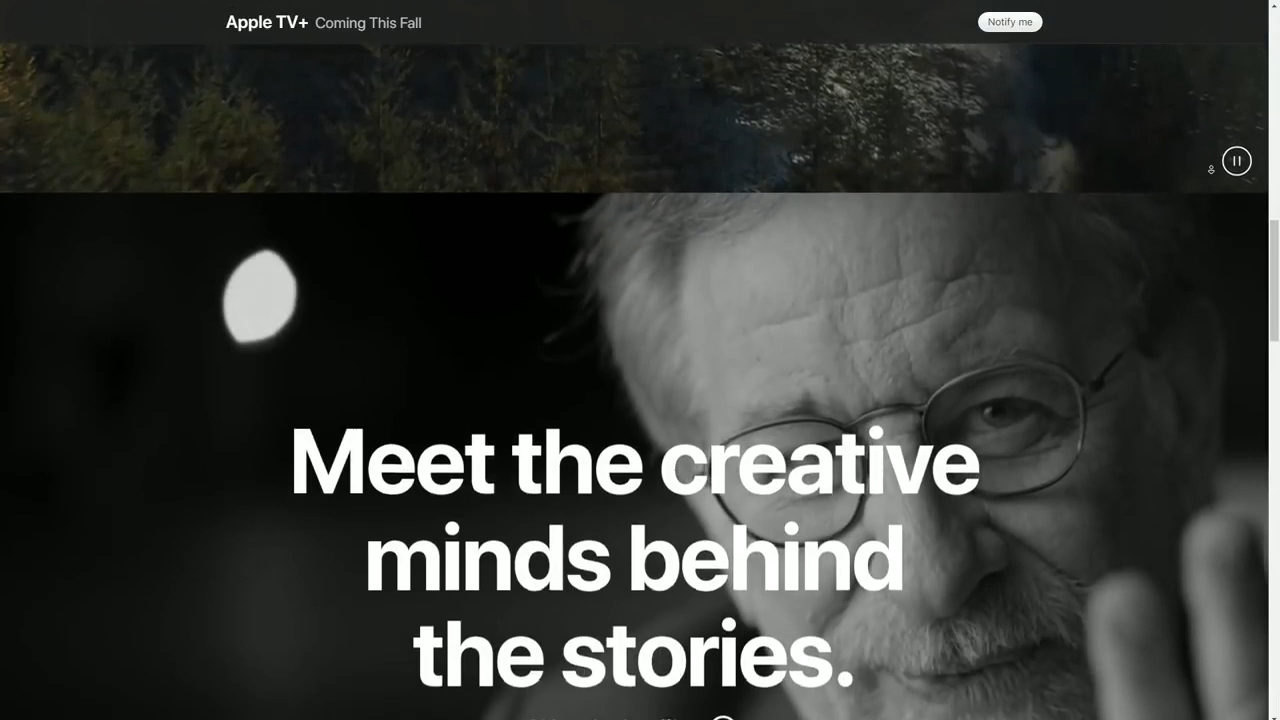 Apple TV+ Coming This Fall
Notify me
Meet the creative
minds behind
the stories.